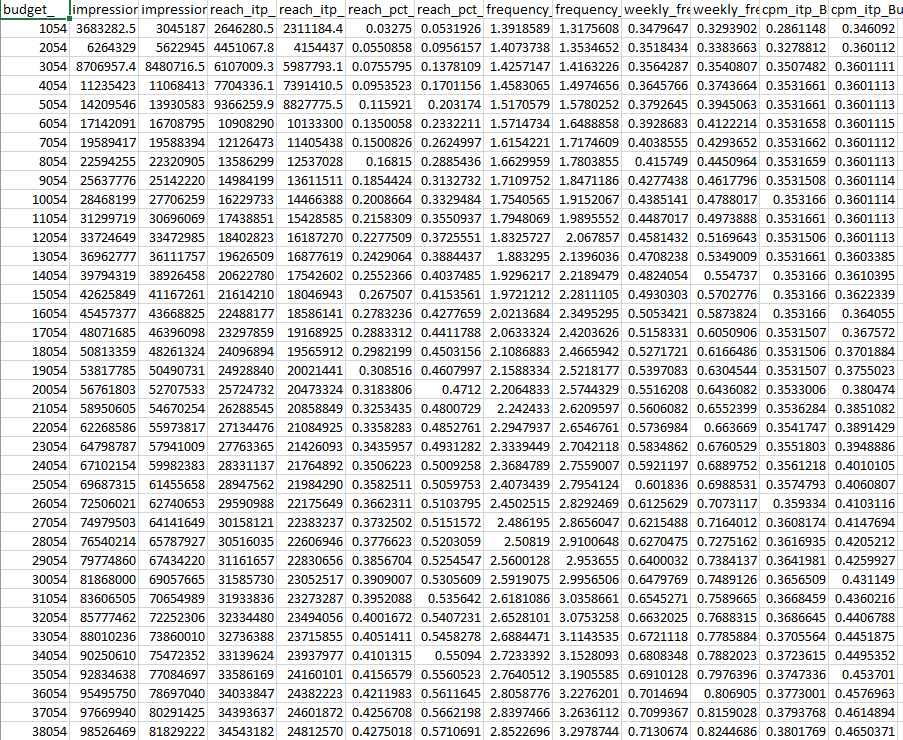 budget_ impression impression reach_itp_ reach_itp_ reach_pct_ reach_pct_ frequency_ frequency_ weekly_fre weekly_fre cpm_itp_B cpm_itp_Bu
1054 3683282.5 3045187 2646280.5 2311184.4 0.03275 0.0531926 1.3918589 1.3175608 0.3479647 0.3293902 0.2861148 0.346092
2054 6264329 5622945 4451067.8 4154437 0.0550858 0.0956157 1.4073738 1.3534652 0.3518434 0.3383663 0.3278812 0.360112
3054 8706957.4 8480716.5 6107009.3 5987793.1 0.0755795 0.1378109 1.4257147 1.4163226 0.3564287 0.3540807 0.3507482 0.3601111
4054 11235423 11068413 7704336.1 7391410.5 0.0953523 0.1701156 1.4583065 1.4974656 0.3645766 0.3743664 0.3531661 0.3601113
5054 14209546 13930583 9366259.9 8827775.5 0.115921 0.203174 1.5170579 1.5780252 0.3792645 0.3945063 0.3531661 0.3601113
6054 17142091 16708795 10908290 10133300 0.1350058 0.2332211 1.5714734 1.6488858 0.3928683 0.4122214 0.3531658 0.3601115
7054 19589417 19588394 12126473 11405438 0.1500826 0.2624997 1.6154221 1.7174609 0.4038555 0.4293652 0.3531662 0.3601112
8054 22594255 22320905 13586299 12537028 0.16815 0.2885436 1.6629959 1.7803855 0.415749 0.4450964 0.3531659 0.3601113
9054 25637776 25142220 14984199 13611511 0.1854424 0.3132732 1.7109752 1.8471186 0.4277438 0.4617796 0.3531508 0.3601114
10054 28468199 27706259 16229733 14466388 0.2008664 0.3329484 1.7540565 1.9152067 0.4385141 0.4788017 0.353166 0.3601114
11054 31299719 30696069 17438851 15428585 0.2158309 0.3550937 1.7948069 1.9895552 0.4487017 0.4973888 0.3531661 0.3601113
12054 33724649 33472985 18402823 16187270 0.2277509 0.3725551 1.8325727 2.067857 0.4581432 0.5169643 0.3531506 0.3601113
13054 36962777 36111757 19626509 16877619 0.2429064 0.3884437 1.883295 2.1396036 0.4708238 0.5349009 0.3531661 0.3603385
14054 39794319 38926458 20622780 17542602 0.2552366 0.4037485 1.9296217 2.2189479 0.4824054 0.554737 0.353166 0.3610395
15054 42625849 41167261 21614210 18046943 0.267507 0.4153561 1.9721212 2.2811105 0.4930303 0.5702776 0.353166 0.3622339
16054 45457377 43668825 22488177 18586141 0.2783236 0.4277659 2.0213684 2.3495295 0.5053421 0.5873824 0.353166 0.364055
17054 48071685 46396098 23297859 19168925 0.2883312 0.4411788 2.0633324 2.4203626 0.5158331 0.6050906 0.3531507 0.367572
18054 50813359 48261324 24096894 19565912 0.2982199 0.4503156 2.1086883 2.4665942 0.5271721 0.6166486 0.3531506 0.3701884
19054 53817785 50490731 24928840 20021441 0.308516 0.4607997 2.1588334 2.5218177 0.5397083 0.6304544 0.3531507 0.3755023
20054 56761803 52707533 25724732 20473324 0.3183806 0.4712 2.2064833 2.5744329 0.5516208 0.6436082 0.3533006 0.380474
21054 58950605 54670254 26288545 20858849 0.3253435 0.4800729 2.242433 2.6209597 0.5606082 0.6552399 0.3536284 0.3851082
22054 62268586 55973817 27134476 21084925 0.3358283 0.4852761 2.2947937 2.6546761 0.5736984 0.663669 0.3541747 0.3891429
23054 64798787 57941009 27763365 21426093 0.3435957 0.4931282 2.3339449 2.7042118 0.5834862 0.6760529 0.3551803 0.3948886
24054 67102154 59982383 28331137 21764892 0.3506223 0.5009258 2.3684789 2.7559007 0.5921197 0.6889752 0.3561218 0.4010105
25054 69687315 61455658 28947562 21984290 0.3582511 0.5059753 2.4073439 2.7954124 0.601836 0.6988531 0.3574793 0.4060807
26054 72506021 62740653 29590988 22175649 0.3662311 0.5103795 2.4502515 2.8292469 0.6125629 0.7073117 0.359334 0.4103116
27054 74979503 64141649 30158121 22383237 0.3732502 0.5151572 2.486195 2.8656047 0.6215488 0.7164012 0.3608174 0.4147694
28054 76540214 65787927 30516035 22606946 0.3776623 0.5203059 2.50819 2.9100648 0.6270475 0.7275162 0.3616935 0.4205212
29054 79774860 67434220 31161657 22830656 0.3856704 0.5254547 2.5600128 2.953655 0.6400032 0.7384137 0.3641981 0.4259927
30054 81868000 69057665 31585730 23052517 0.3909007 0.5305609 2.5919075 2.9956506 0.6479769 0.7489126 0.3656509 0.431149
31054 83606505 70654989 31933836 23273287 0.3952088 0.535642 2.6181086 3.0358661 0.6545271 0.7589665 0.3668459 0.4360216
32054 85777462 72252306 32334480 23494056 0.4001672 0.5407231 2.6528101 3.0753258 0.6632025 0.7688315 0.3686645 0.4406788
33054 88010236 73860010 32736388 23715855 0.4051411 0.5458278 2.6884471 3.1143535 0.6721118 0.7785884 0.3705564 0.4451875
34054 90250610 75472352 33139624 23937977 0.4101315 0.55094 2.7233392 3.1528093 0.6808348 0.7882023 0.3723615 0.4495352
35054 92834638 77084697 33586169 24160101 0.4156579 0.5560523 2.7640512 3.1905585 0.6910128 0.7976396 0.3747336 0.453701
36054 95495750 78697040 34033847 24382223 0.4211983 0.5611645 2.8058776 3.2276201 0.7014694 0.806905 0.3773001 0.4576963
37054 97669940 80291425 34393637 24601872 0.4256708 0.5662198 2.8397466 3.2636112 0.7099367 0.8159028 0.3793768 0.4614894
38054 98526469 81829222 34543182 24812570 0.4275018 0.5710691 2.8522696 3.2978744 0.7130674 0.8244686 0.3801769 0.4650371